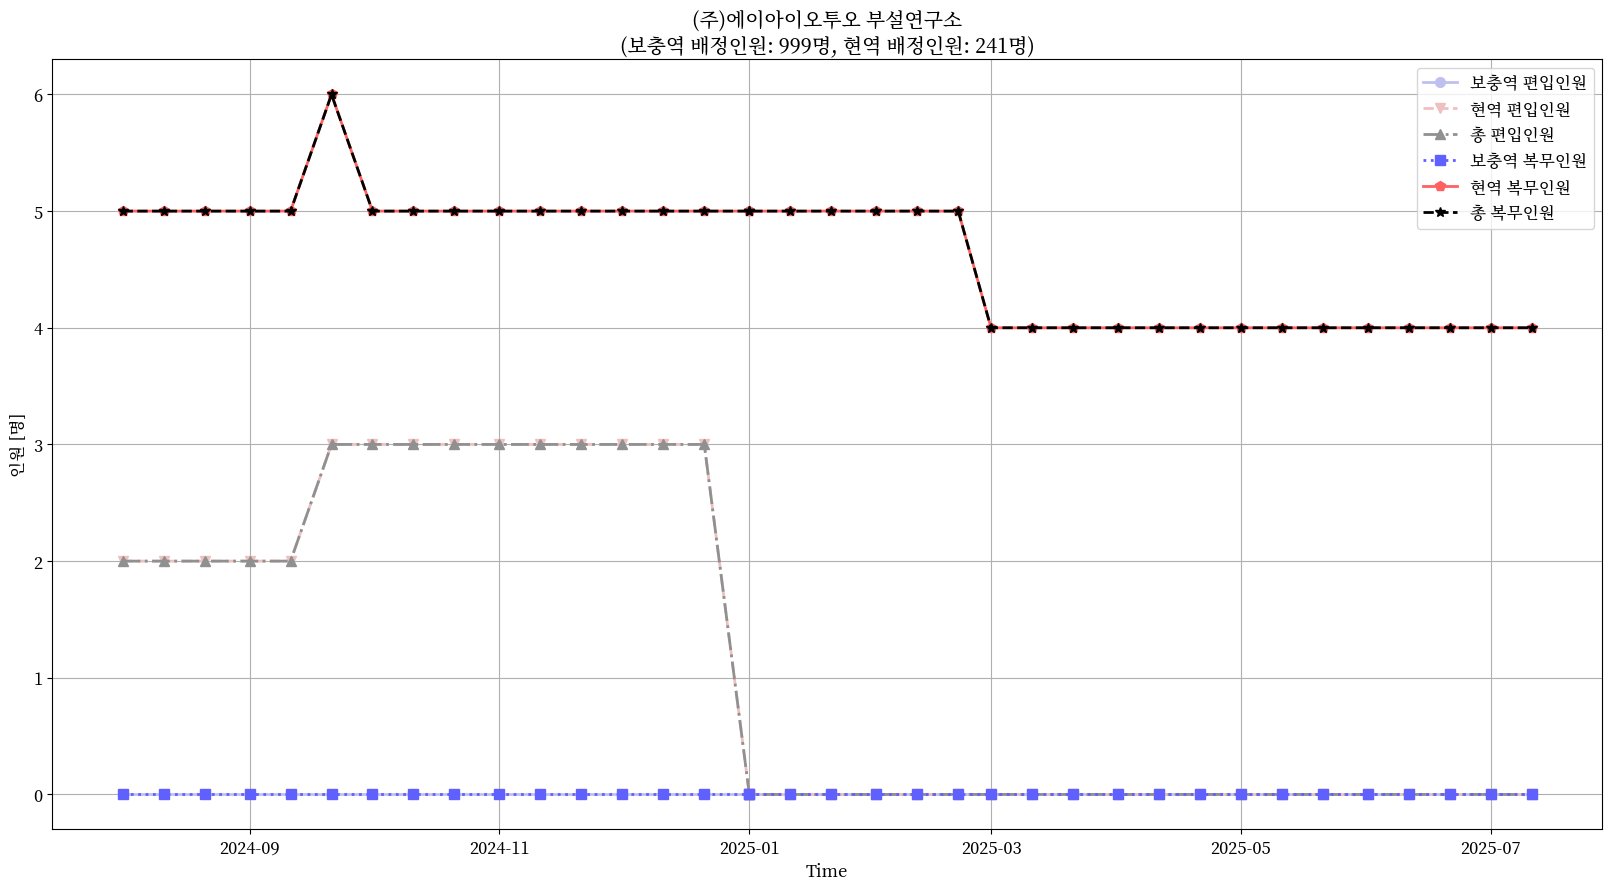 (주)에이아이오투오 부설연구소
(보충역 배정인원: 999명, 현역 배정인원: 241명)
보충역 편입인원
현역 편입인원
총 편입인원
보충역 복무인원
현역 복무인원
총 복무인원
인원 [명]
6
5
4
3
2
1
0
2024-09 2024-11 2025-01 2025-03 2025-05 2025-07
Time